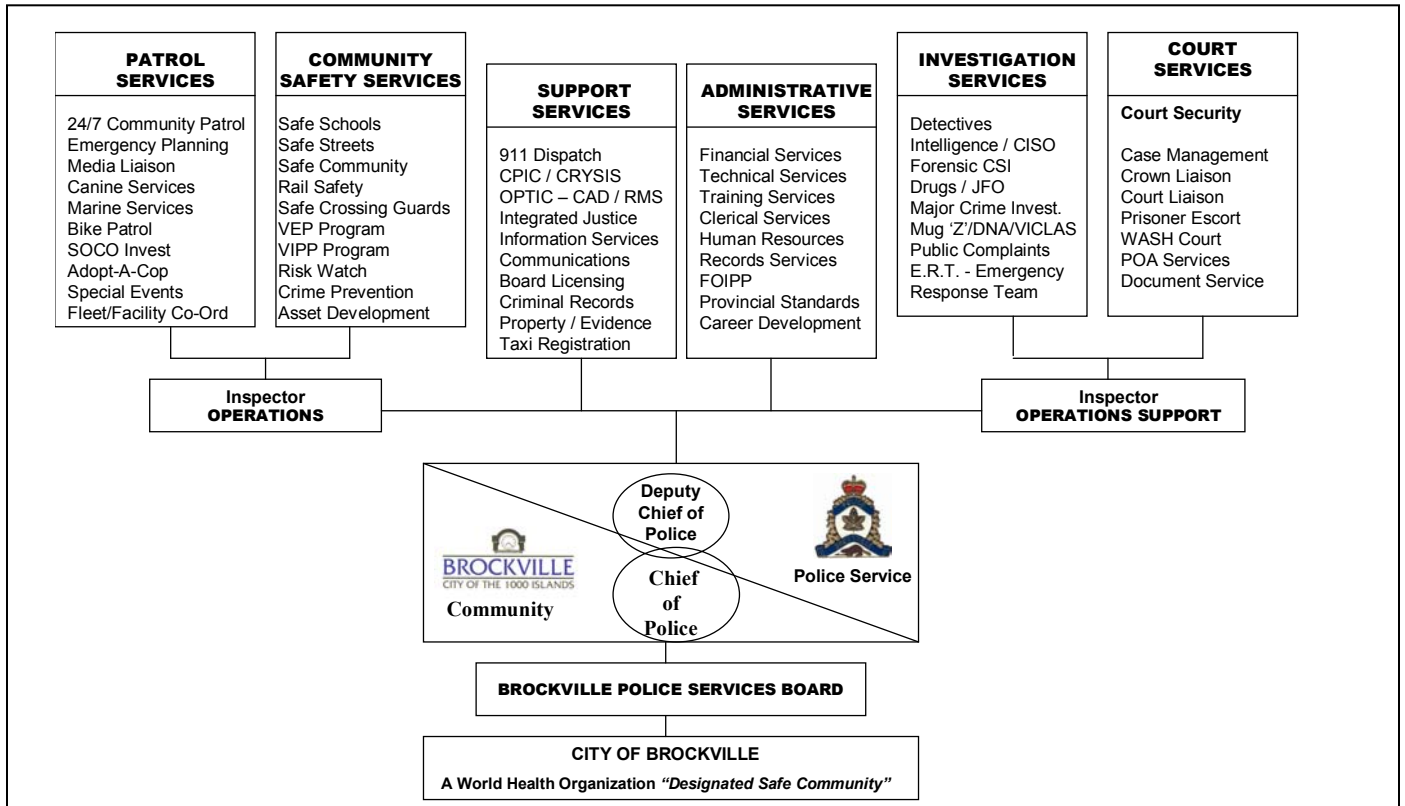 PATROL
SERVICES
24/7 Community Patrol
Emergency Planning
Media Liaison
Canine Services
Marine Services
Bike Patrol
SOCO Invest
Adopt-A-Cop
Special Events
Fleet/Facility Co-Ord
COMMUNITY
SAFETY SERVICES
Safe Schools
Safe Streets
Safe Community
Rail Safety
Safe Crossing Guards
VEP Program
VIPP Program
Risk Watch
Crime Prevention
Asset Development
SUPPORT
SERVICES
911 Dispatch
CPIC / CRYSIS
OPTIC – CAD / RMS
Integrated Justice
Information Services
Communications
Board Licensing
Criminal Records
Property / Evidence
Taxi Registration
ADMINISTRATIVE
SERVICES
Financial Services
Technical Services
Training Services
Clerical Services
Human Resources
Records Services
FOIPP
Provincial Standards
Career Development
INVESTIGATION
SERVICES
Detectives
Intelligence / CISO
Forensic CSI
Drugs / JFO
Major Crime Invest.
Mug ‘Z’/DNA/VICLAS
Public Complaints
E.R.T. - Emergency
Response Team
COURT
SERVICES
Court Security
Case Management
Crown Liaison
Court Liaison
Prisoner Escort
WASH Court
POA Services
Document Service
Inspector
OPERATIONS
Inspector
OPERATIONS SUPPORT
Deputy
Chief of
Police
BROCKVILLE
CITY OF THE 1000 ISLANDS
Community
Chief
of
Police
Police Service
BROCKVILLE POLICE SERVICES BOARD
CITY OF BROCKVILLE
A World Health Organization “Designated Safe Community”